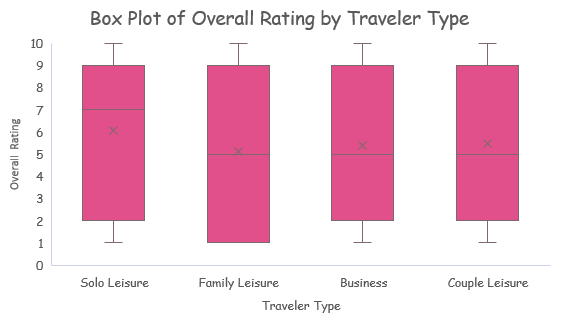 Box Plot of Overall Rating by Traveler Type
10
9
8
7
6
5
4
3
2
1
0
Overall Rating
Solo Leisure Family Leisure Business Couple Leisure
Traveler Type